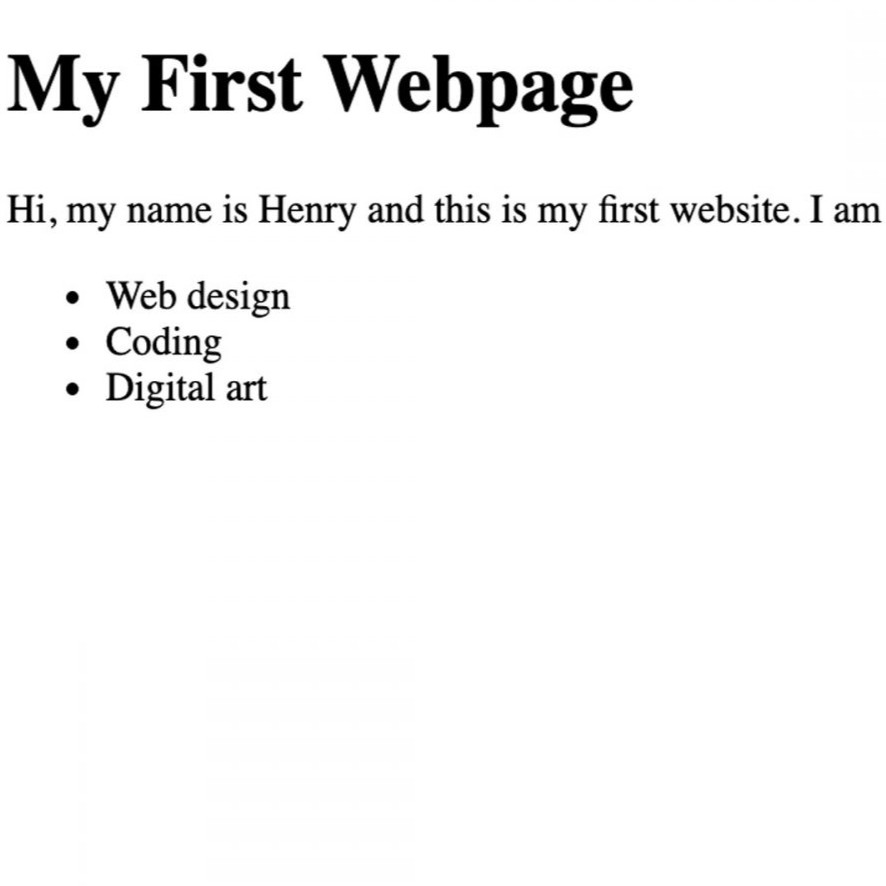 My First Webpage
Hi, my name is Henry and this is my first website. I am
• Web design
• Coding
• Digital art